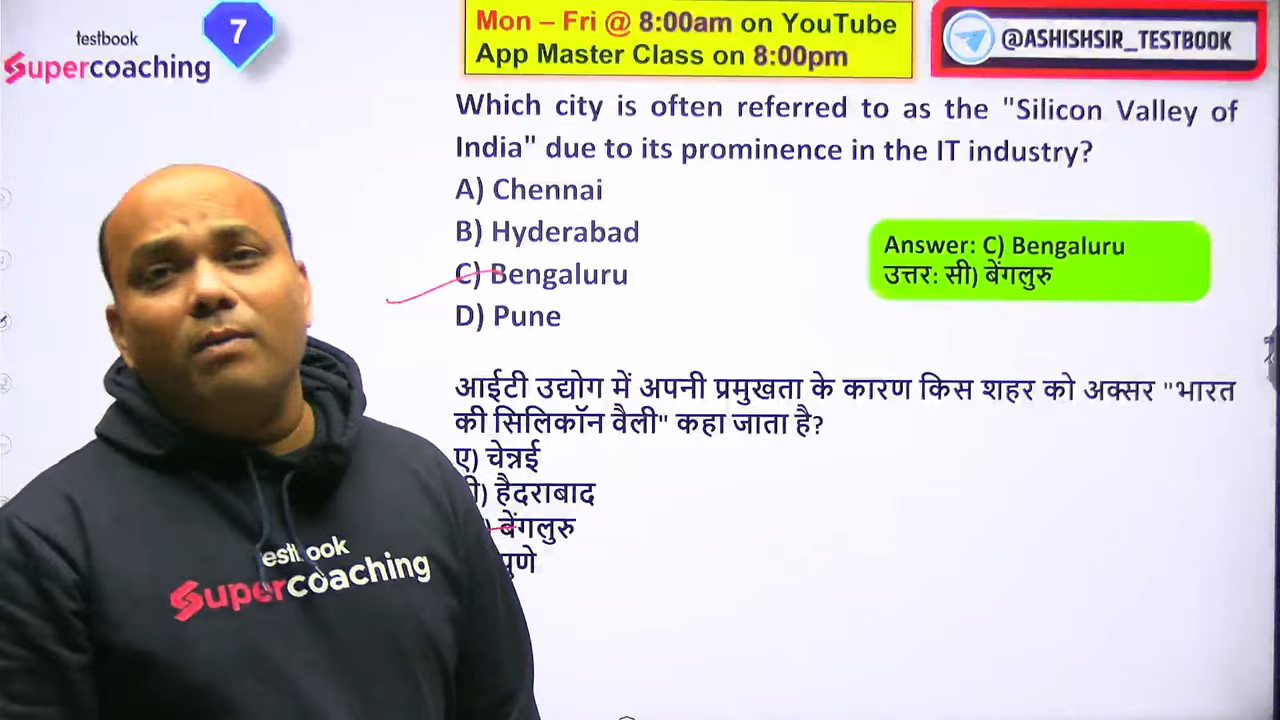 testbook
Supercoaching
7
Mon – Fri @ 8:00am on YouTube
App Master Class on 8:00pm
@ASHISHSIR_TESTBOOK
Which city is often referred to as the "Silicon Valley of
India" due to its prominence in the IT industry?
A) Chennai
B) Hyderabad
C) Bengaluru
D) Pune
Answer: C) Bengaluru
उत्तरः सी) बेंगलुरु
आईटी उद्योग में अपनी प्रमुखता के कारण किस शहर को अक्सर "भारत
की सिलिकॉन वैली" कहा जाता है?
ए) चेन्नई
) हैदराबाद
) बेंगलुरु
पुणे
testbook
Supercoaching